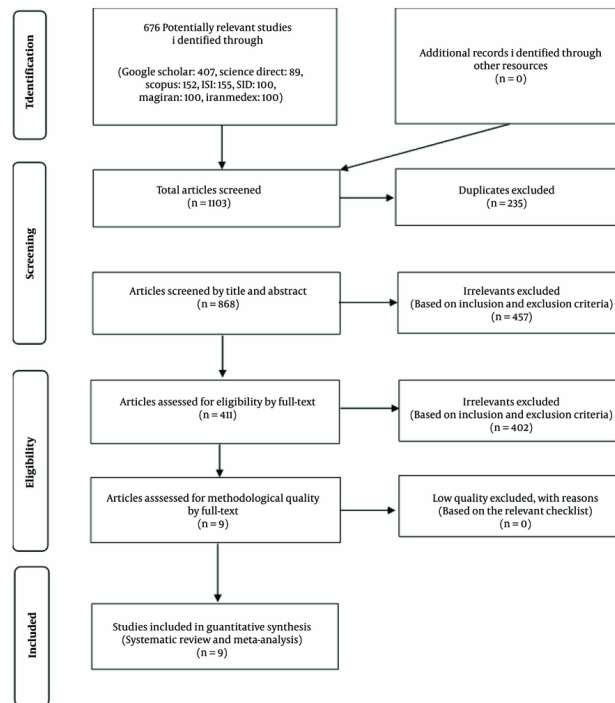 Tdentification
676 Potentially relevant studies
i dentified through
(Google scholar: 407, science direct: 89,
scopus: 152, ISI: 155, SID: 100,
magiran: 100, iranmedex: 100)
Additional records i dentified through
other resources
(n = 0)
Screening
Total articles screened
(n = 1103)
Duplicates excluded
(n = 235)
Articles screened by title and abstract
(n = 868)
Irrelevants excluded
(Based on inclusion and exclusion criteria)
(n = 457)
Eligibility
Articles assessed for eligibility by full-text
(n = 411)
Irrelevants excluded
(Based on inclusion and exclusion criteria)
(n = 402)
Articles asssessed for methodological quality
by full-text
(n = 9)
Low quality excluded, with reasons
(Based on the relevant checklist)
(n = 0)
Included
Studies included in quantitative synthesis
(Systematic review and meta-analysis)
(n = 9)